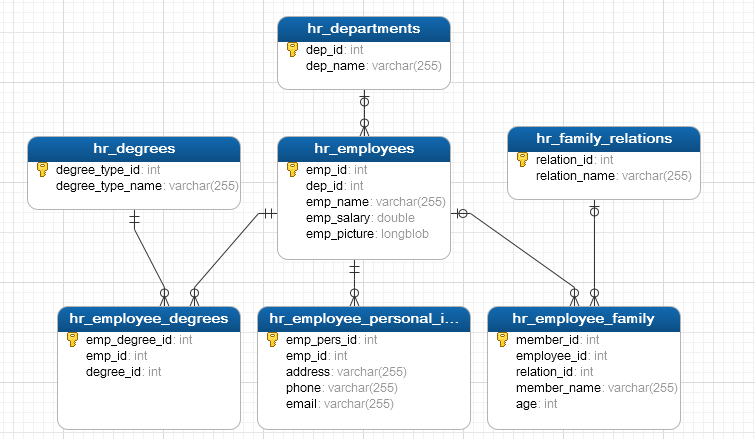 hr_departments
dep_id: int
dep_name: varchar(255)
hr_degrees
degree_type_id: int
degree_type_name: varchar(255)
hr_employees
emp_id: int
dep_id: int
emp_name: varchar(255)
emp_salary: double
emp_picture: longblob
hr_family_relations
relation_id: int
relation_name: varchar(255)
hr_employee_degrees
emp_degree_id: int
emp_id: int
degree_id: int
hr_employee_personal_i...
emp_pers_id: int
emp_id: int
address: varchar(255)
phone: varchar(255)
email: varchar(255)
hr_employee_family
member_id: int
employee_id: int
relation_id: int
member_name: varchar(255)
age: int